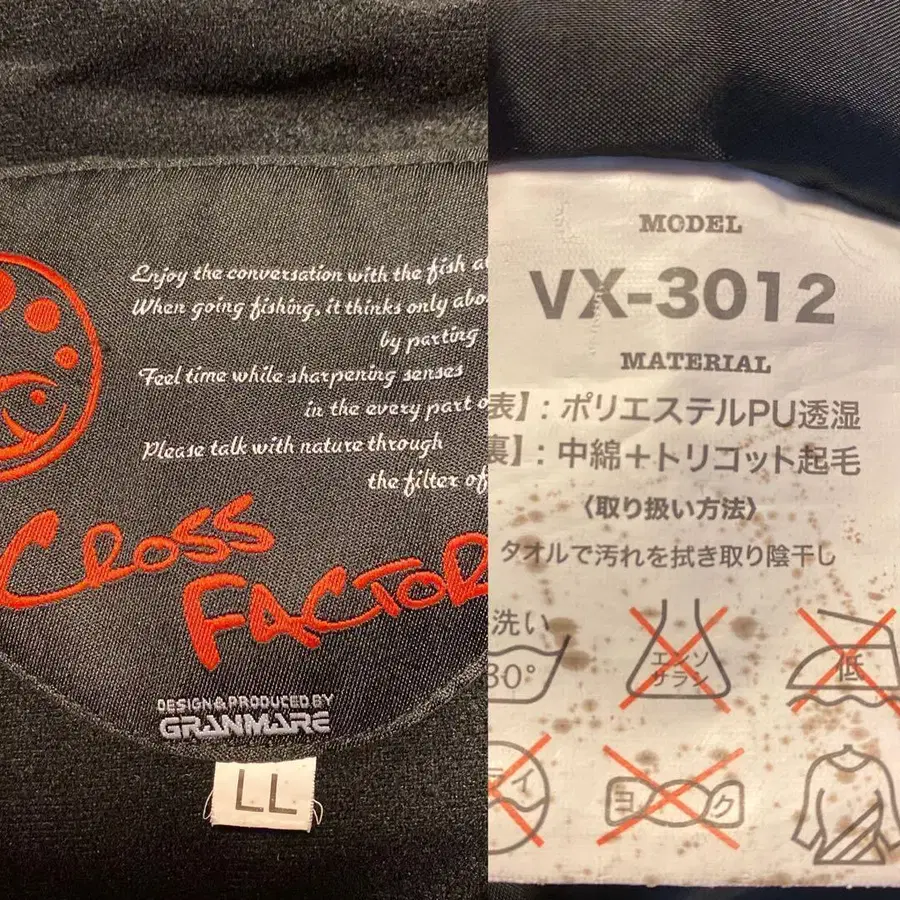 Enjoy the conversation with the fish
When going fishing, it thinks only
by parting
Feel time while sharpening senses
in the every part
Please talk with nature through
the filter of
CROSS
FACTOR
DESIGN & PRODUCED BY
GRANMARE
LL
MODEL
VX-3012
MATERIAL
表】：ポリエステルPU透湿
裏】：中綿＋トリコット起毛
〈取り扱い方法〉
タオルで汚れを拭き取り陰干し
洗い
30°
エンソ
サラシ
低
ヨ ク